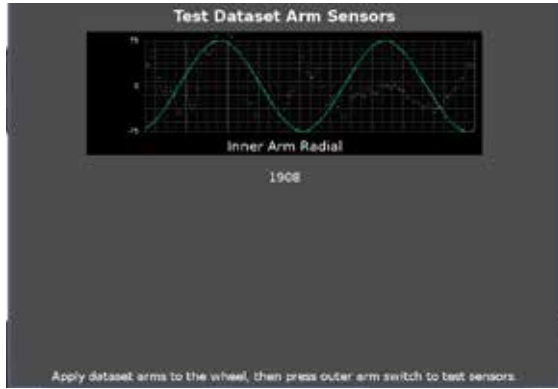 Test Dataset Arm Sensors
75
0
-75
Inner Arm Radial
1908
Apply dataset arms to the wheel, then press outer arm switch to test sensors.